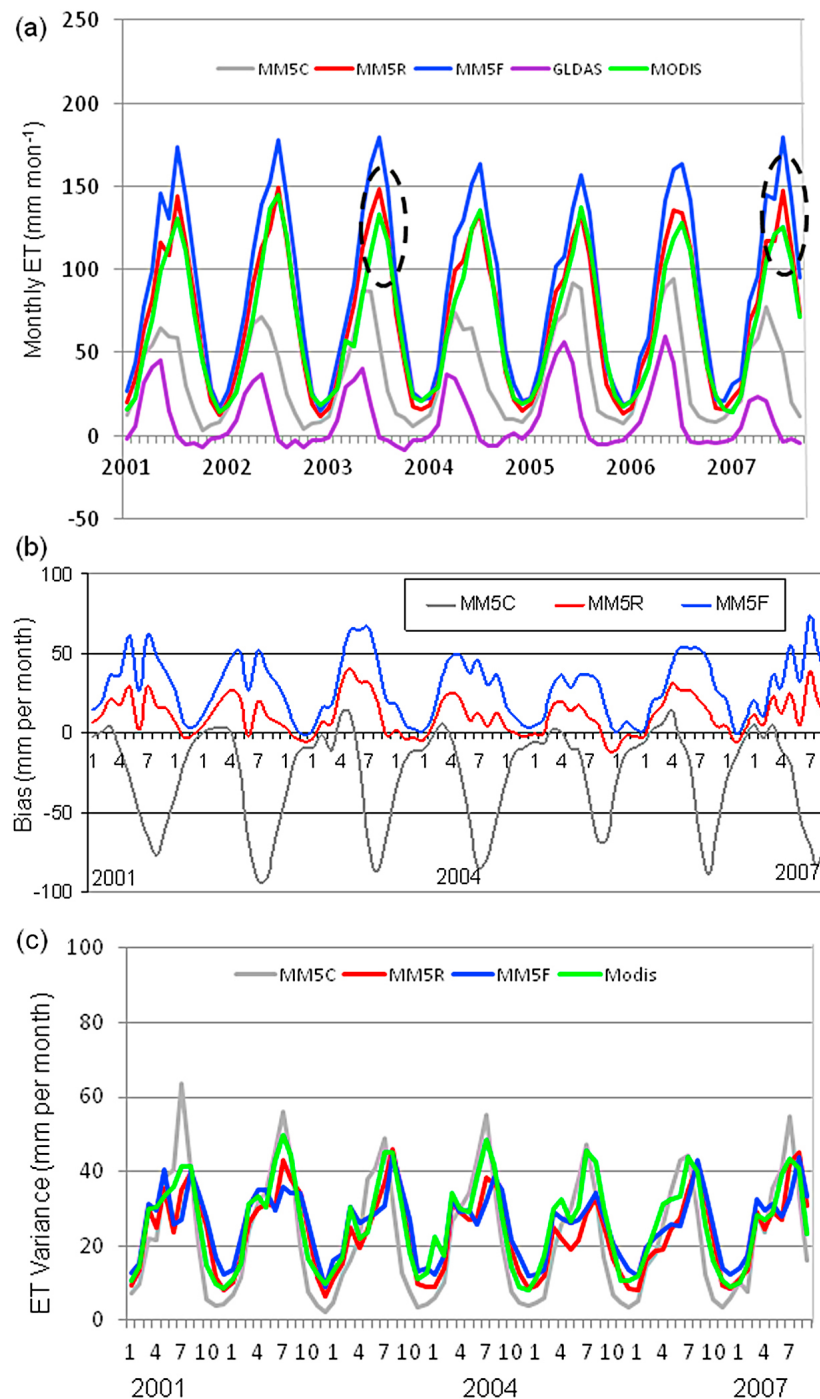 (a)
250
200
150
100
50
0
-50
Monthly ET (mm mon-1)
MM5C MM5R MM5F GLDAS MODIS
2001 2002 2003 2004 2005 2006 2007
(b)
100
50
0
-50
-100
Bias (mm per month)
MM5C MM5R MM5F
1 4 7 1 4 7 1 4 7 1 4 7 1 4 7 1 4 7 1 4 7
2001 2004 2007
(c)
100
80
60
40
20
0
ET Variance (mm per month)
MM5C MM5R MM5F Modis
1 4 7 10 1 4 7 10 1 4 7 10 1 4 7 10 1 4 7 10 1 4 7 10 1 4 7
2001 2004 2007